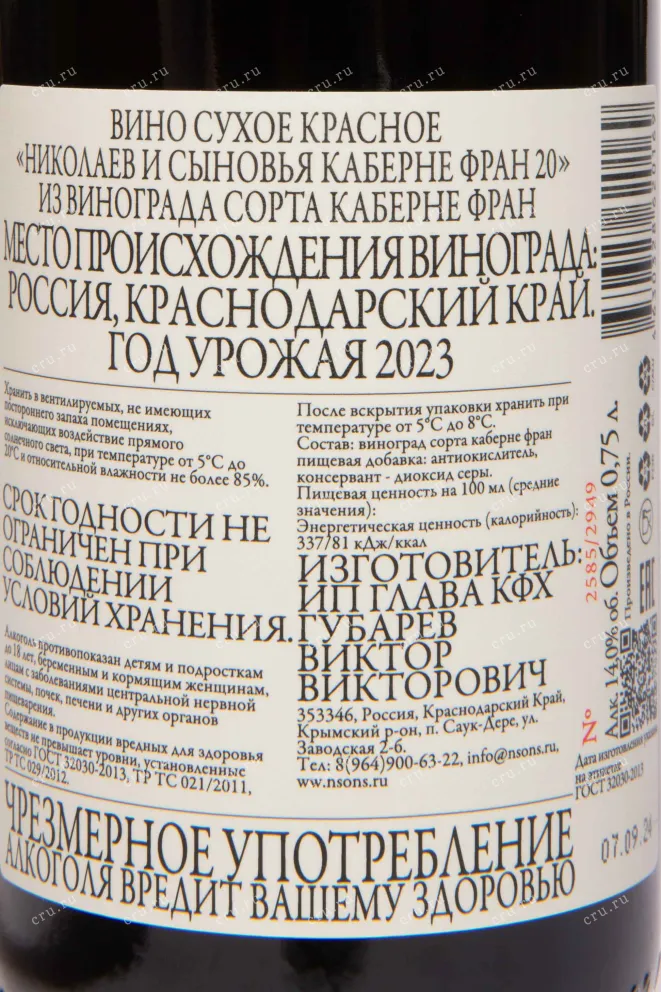 ВИНО СУХОЕ КРАСНОЕ
«НИКОЛАЕВ И СЫНОВЬЯ КАБЕРНЕ ФРАН 20»
ИЗ ВИНОГРАДА СОРТА КАБЕРНЕ ФРАН
МЕСТО ПРОИСХОЖДЕНИЯ ВИНОГРАДА:
РОССИЯ, КРАСНОДАРСКИЙ КРАЙ.
ГОД УРОЖАЯ 2023
Хранить в вентилируемых, не имеющих
постороннего запаха помещениях,
исключающих воздействие прямого
солнечного света, при температуре от 5°C до
20°C и относительной влажности не более 85%.
СРОК ГОДНОСТИ НЕ
ОГРАНИЧЕН ПРИ
СОБЛЮДЕНИИ
УСЛОВИЙ ХРАНЕНИЯ.
Алкоголь противопоказан детям и подросткам
до 18 лет, беременным и кормящим женщинам,
лицам с заболеваниями центральной нервной
системы, почек, печени и других органов
пищеварения.
Содержание в продукции вредных для здоровья
веществ не превышает уровни, установленные
согласно ГОСТ 32030-2013, ТР ТС 021/2011,
ТР ТС 029/2012.
После вскрытия упаковки хранить при
температуре от 5°C до 8°C.
Состав: виноград сорта каберне фран
пищевая добавка: антиокислитель,
консервант - диоксид серы.
Пищевая ценность на 100 мл (средние
значения):
Энергетическая ценность (калорийность):
337/81 кДж/ккал
ИЗГОТОВИТЕЛЬ:
ИП ГЛАВА КФХ
ГУБАРЕВ
ВИКТОР
ВИКТОРОВИЧ
353346, Россия, Краснодарский Край,
Крымский р-он, п. Саук-Дере, ул.
Заводская 2-б.
Тел: 8(964)900-63-22, info@nsons.,
www.nsons.ru
ЧРЕЗМЕРНОЕ УПОТРЕБЛЕНИЕ
АЛКОГОЛЯ ВРЕДИТ ВАШЕМУ ЗДОРОВЬЮ
№ 2585/2949
Алк. 14,0% об. Объем 0,75 л.
Произведено в России.
EAC
Дата изготовления указана
на этикетке
ГОСТ 32030-2013
07.09.24
cru.ru